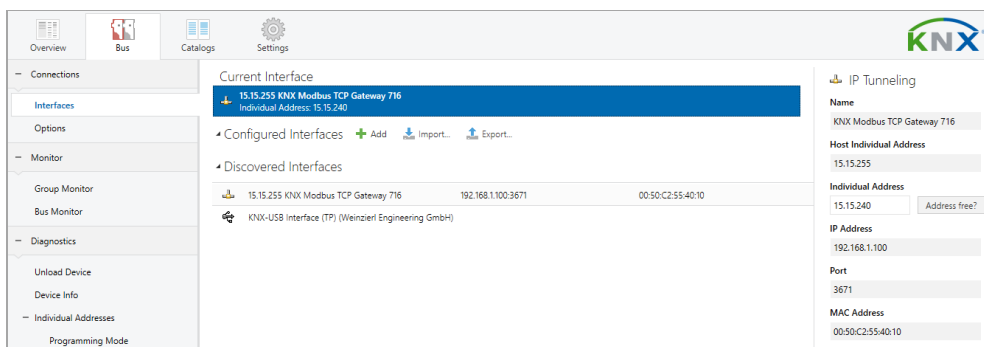 Overview
Bus
Catalogs
Settings
KNX
Connections
Interfaces
Options
Monitor
Group Monitor
Bus Monitor
Diagnostics
Unload Device
Device Info
Individual Addresses
Programming Mode
Current Interface
15.15.255 KNX Modbus TCP Gateway 716
Individual Address: 15.15.240
Configured Interfaces Add Import... Export...
Discovered Interfaces
15.15.255 KNX Modbus TCP Gateway 716 192.168.1.100:3671 00:50:C2:55:40:10
KNX-USB Interface (TP) (Weinzierl Engineering GmbH)
IP Tunneling
Name
KNX Modbus TCP Gateway 716
Host Individual Address
15.15.255
Individual Address
15.15.240 Address free?
IP Address
192.168.1.100
Port
3671
MAC Address
00:50:C2:55:40:10